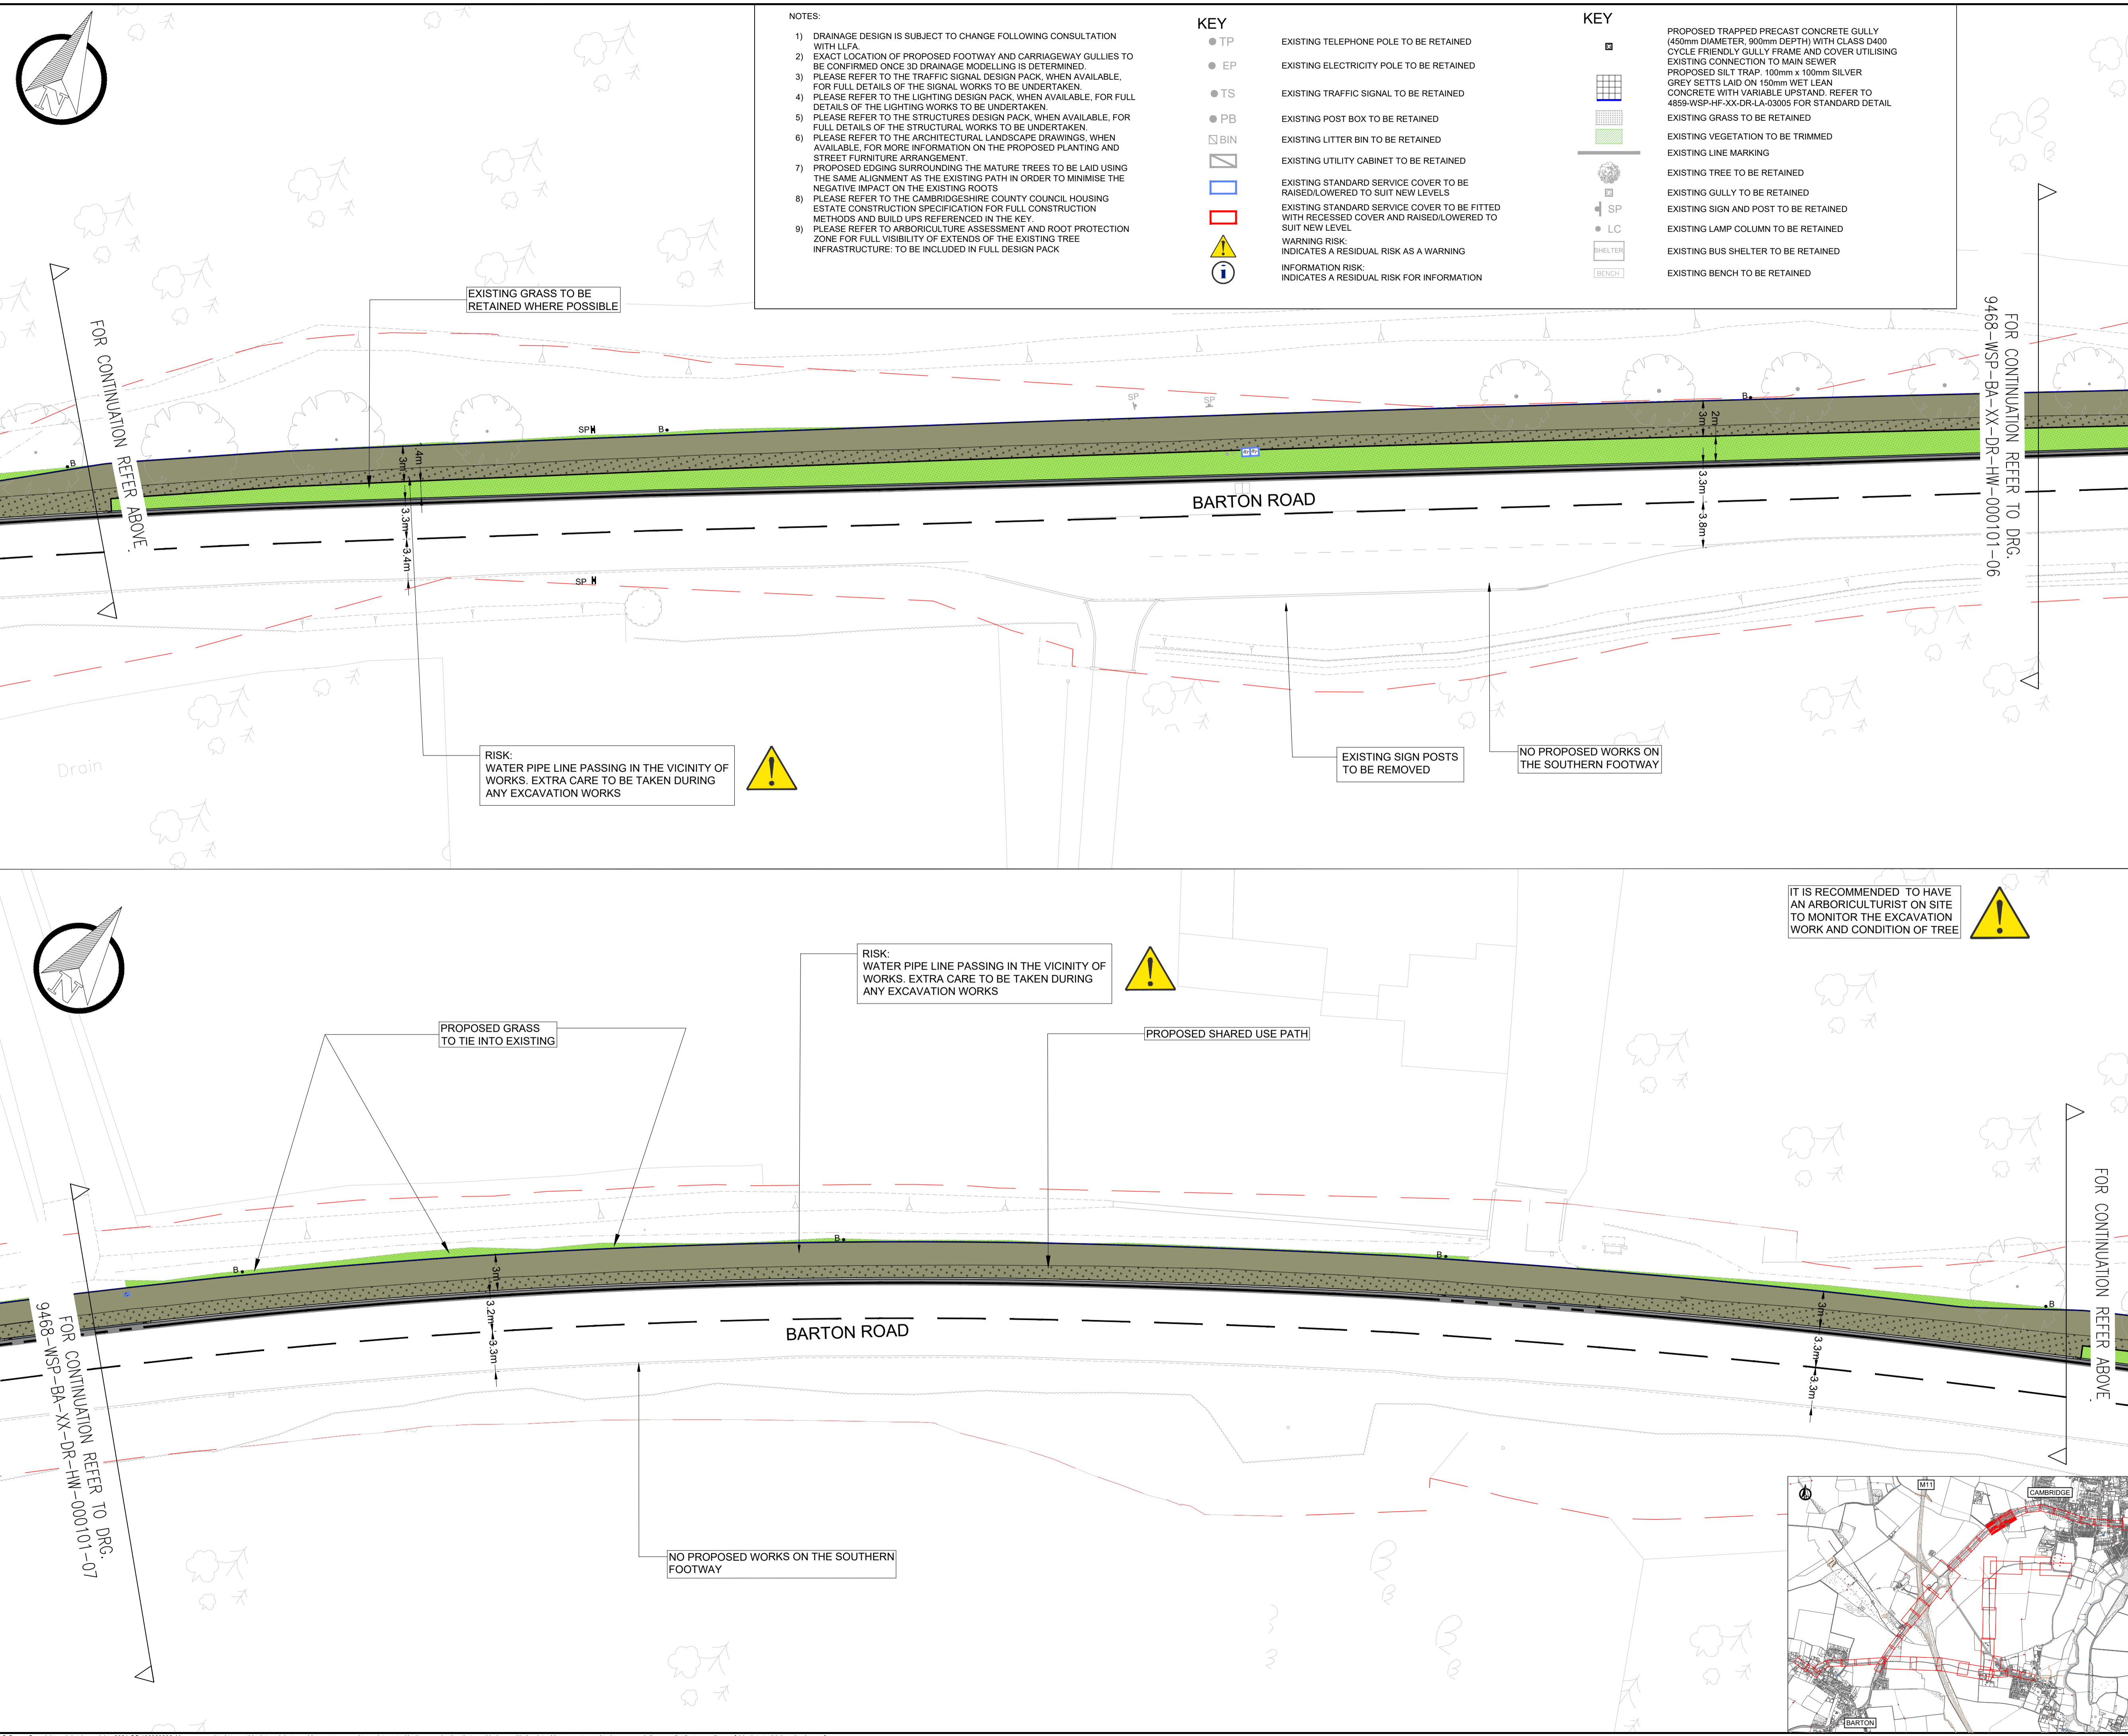 NOTES:
1) DRAINAGE DESIGN IS SUBJECT TO CHANGE FOLLOWING CONSULTATION
WITH LLFA.
2) EXACT LOCATION OF PROPOSED FOOTWAY AND CARRIAGEWAY GULLIES TO
BE CONFIRMED ONCE 3D DRAINAGE MODELLING IS DETERMINED.
3) PLEASE REFER TO THE TRAFFIC SIGNAL DESIGN PACK, WHEN AVAILABLE,
FOR FULL DETAILS OF THE SIGNAL WORKS TO BE UNDERTAKEN.
4) PLEASE REFER TO THE LIGHTING DESIGN PACK, WHEN AVAILABLE, FOR FULL
DETAILS OF THE LIGHTING WORKS TO BE UNDERTAKEN.
5) PLEASE REFER TO THE STRUCTURES DESIGN PACK, WHEN AVAILABLE, FOR
FULL DETAILS OF THE STRUCTURAL WORKS TO BE UNDERTAKEN.
6) PLEASE REFER TO THE ARCHITECTURAL LANDSCAPE DRAWINGS, WHEN
AVAILABLE, FOR MORE INFORMATION ON THE PROPOSED PLANTING AND
STREET FURNITURE ARRANGEMENT.
7) PROPOSED EDGING SURROUNDING THE MATURE TREES TO BE LAID USING
THE SAME ALIGNMENT AS THE EXISTING PATH IN ORDER TO MINIMISE THE
NEGATIVE IMPACT ON THE EXISTING ROOTS
8) PLEASE REFER TO THE CAMBRIDGESHIRE COUNTY COUNCIL HOUSING
ESTATE CONSTRUCTION SPECIFICATION FOR FULL CONSTRUCTION
METHODS AND BUILD UPS REFERENCED IN THE KEY.
9) PLEASE REFER TO ARBORICULTURE ASSESSMENT AND ROOT PROTECTION
ZONE FOR FULL VISIBILITY OF EXTENDS OF THE EXISTING TREE
INFRASTRUCTURE: TO BE INCLUDED IN FULL DESIGN PACK
KEY
TP EXISTING TELEPHONE POLE TO BE RETAINED
EP EXISTING ELECTRICITY POLE TO BE RETAINED
TS EXISTING TRAFFIC SIGNAL TO BE RETAINED
PB EXISTING POST BOX TO BE RETAINED
BIN EXISTING LITTER BIN TO BE RETAINED
EXISTING UTILITY CABINET TO BE RETAINED
EXISTING STANDARD SERVICE COVER TO BE
RAISED/LOWERED TO SUIT NEW LEVELS
EXISTING STANDARD SERVICE COVER TO BE FITTED
WITH RECESSED COVER AND RAISED/LOWERED TO
SUIT NEW LEVEL
WARNING RISK:
INDICATES A RESIDUAL RISK AS A WARNING
INFORMATION RISK:
INDICATES A RESIDUAL RISK FOR INFORMATION
KEY
PROPOSED TRAPPED PRECAST CONCRETE GULLY
(450mm DIAMETER, 900mm DEPTH) WITH CLASS D400
CYCLE FRIENDLY GULLY FRAME AND COVER UTILISING
EXISTING CONNECTION TO MAIN SEWER
PROPOSED SILT TRAP. 100mm x 100mm SILVER
GREY SETTS LAID ON 150mm WET LEAN
CONCRETE WITH VARIABLE UPSTAND. REFER TO
4859-WSP-HF-XX-DR-LA-03005 FOR STANDARD DETAIL
EXISTING GRASS TO BE RETAINED
EXISTING VEGETATION TO BE TRIMMED
EXISTING LINE MARKING
EXISTING TREE TO BE RETAINED
EXISTING GULLY TO BE RETAINED
SP EXISTING SIGN AND POST TO BE RETAINED
LC EXISTING LAMP COLUMN TO BE RETAINED
SHELTER EXISTING BUS SHELTER TO BE RETAINED
BENCH EXISTING BENCH TO BE RETAINED
N
EXISTING GRASS TO BE
RETAINED WHERE POSSIBLE
FOR CONTINUATION REFER ABOVE.
FOR CONTINUATION REFER TO DRG.
9468-WSP-BA-XX-DR-HW-000101-06
SP
SP
B
SP
B
B
3m
.4m
3.3m
3.4m
3m
2m
3.3m
3.8m
BARTON ROAD
SP
Drain
RISK:
WATER PIPE LINE PASSING IN THE VICINITY OF
WORKS. EXTRA CARE TO BE TAKEN DURING
ANY EXCAVATION WORKS
EXISTING SIGN POSTS
TO BE REMOVED
NO PROPOSED WORKS ON
THE SOUTHERN FOOTWAY
IT IS RECOMMENDED TO HAVE
AN ARBORICULTURIST ON SITE
TO MONITOR THE EXCAVATION
WORK AND CONDITION OF TREE
N
RISK:
WATER PIPE LINE PASSING IN THE VICINITY OF
WORKS. EXTRA CARE TO BE TAKEN DURING
ANY EXCAVATION WORKS
PROPOSED GRASS
TO TIE INTO EXISTING
PROPOSED SHARED USE PATH
B
B
B
B
3m
3.2m
3.3m
3m
3.3m
3.3m
BARTON ROAD
FOR CONTINUATION REFER TO DRG.
9468-WSP-BA-XX-DR-HW-000101-07
FOR CONTINUATION REFER ABOVE.
NO PROPOSED WORKS ON THE SOUTHERN
FOOTWAY
M11
CAMBRIDGE
BARTON